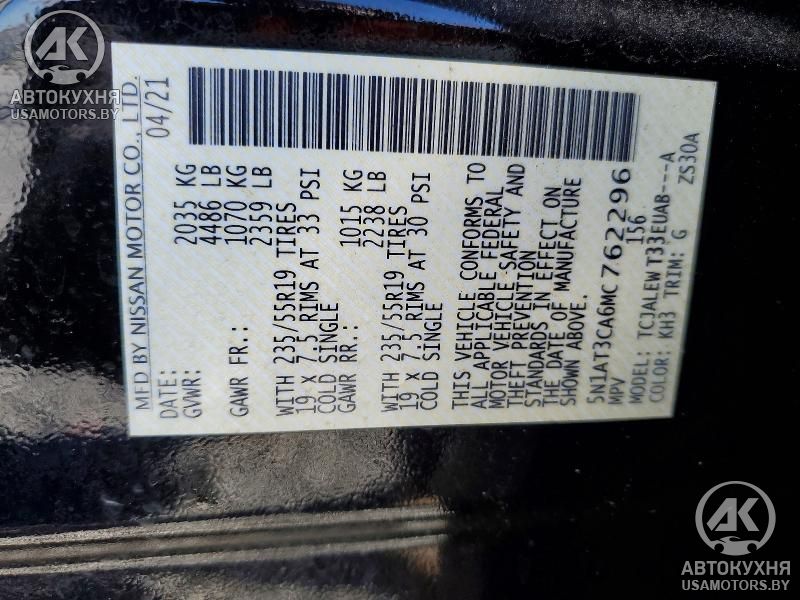 MFD BY NISSAN MOTOR CO., LTD.
DATE: 04/21
GVWR: 2035 KG
4486 LB
GAWR FR.: 1070 KG
2359 LB
WITH 235/55R19 TIRES
19 X 7.5 RIMS AT 33 PSI
COLD SINGLE
GAWR RR.: 1015 KG
2238 LB
WITH 235/55R19 TIRES
19 X 7.5 RIMS AT 30 PSI
COLD SINGLE
THIS VEHICLE CONFORMS TO
ALL APPLICABLE FEDERAL
MOTOR VEHICLE SAFETY AND
THEFT PREVENTION
STANDARDS IN EFFECT ON
THE DATE OF MANUFACTURE
SHOWN ABOVE.
5N1AT3CA6MC762296
MPV 156
MODEL: TCJALEW T33EUAB---A
COLOR: KH3 TRIM: G ZS30A
АК
АВТОКУХНЯ
USAMOTORS.BY
АК
АВТОКУХНЯ
USAMOTORS.BY